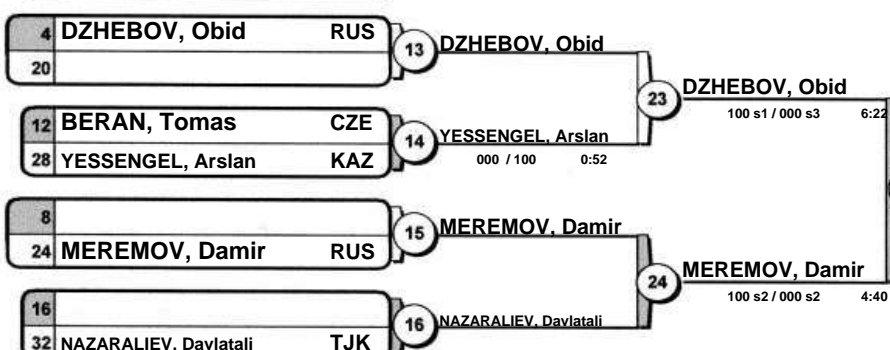 4 DZHEBOV, Obid RUS
20
13 DZHEBOV, Obid
12 BERAN, Tomas CZE
28 YESSENGEL, Arslan KAZ
14 YESSENGEL, Arslan
000 / 100 0:52
23 DZHEBOV, Obid
100 s1 / 000 s3 6:22
8
24 MEREMOV, Damir RUS
15 MEREMOV, Damir
16
32 NAZARALIEV, Davlatali TJK
16 NAZARALIEV, Davlatali
24 MEREMOV, Damir
100 s2 / 000 s2 4:40